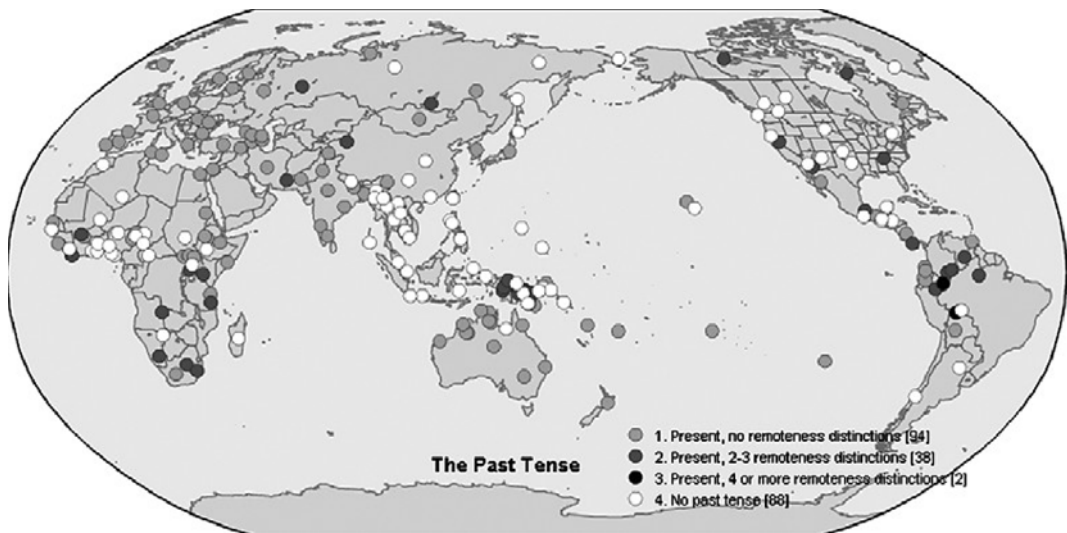 The Past Tense
1. Present, no remoteness distinctions [94]
2. Present, 2-3 remoteness distinctions [38]
3. Present, 4 or more remoteness distinctions [2]
4. No past tense [88]